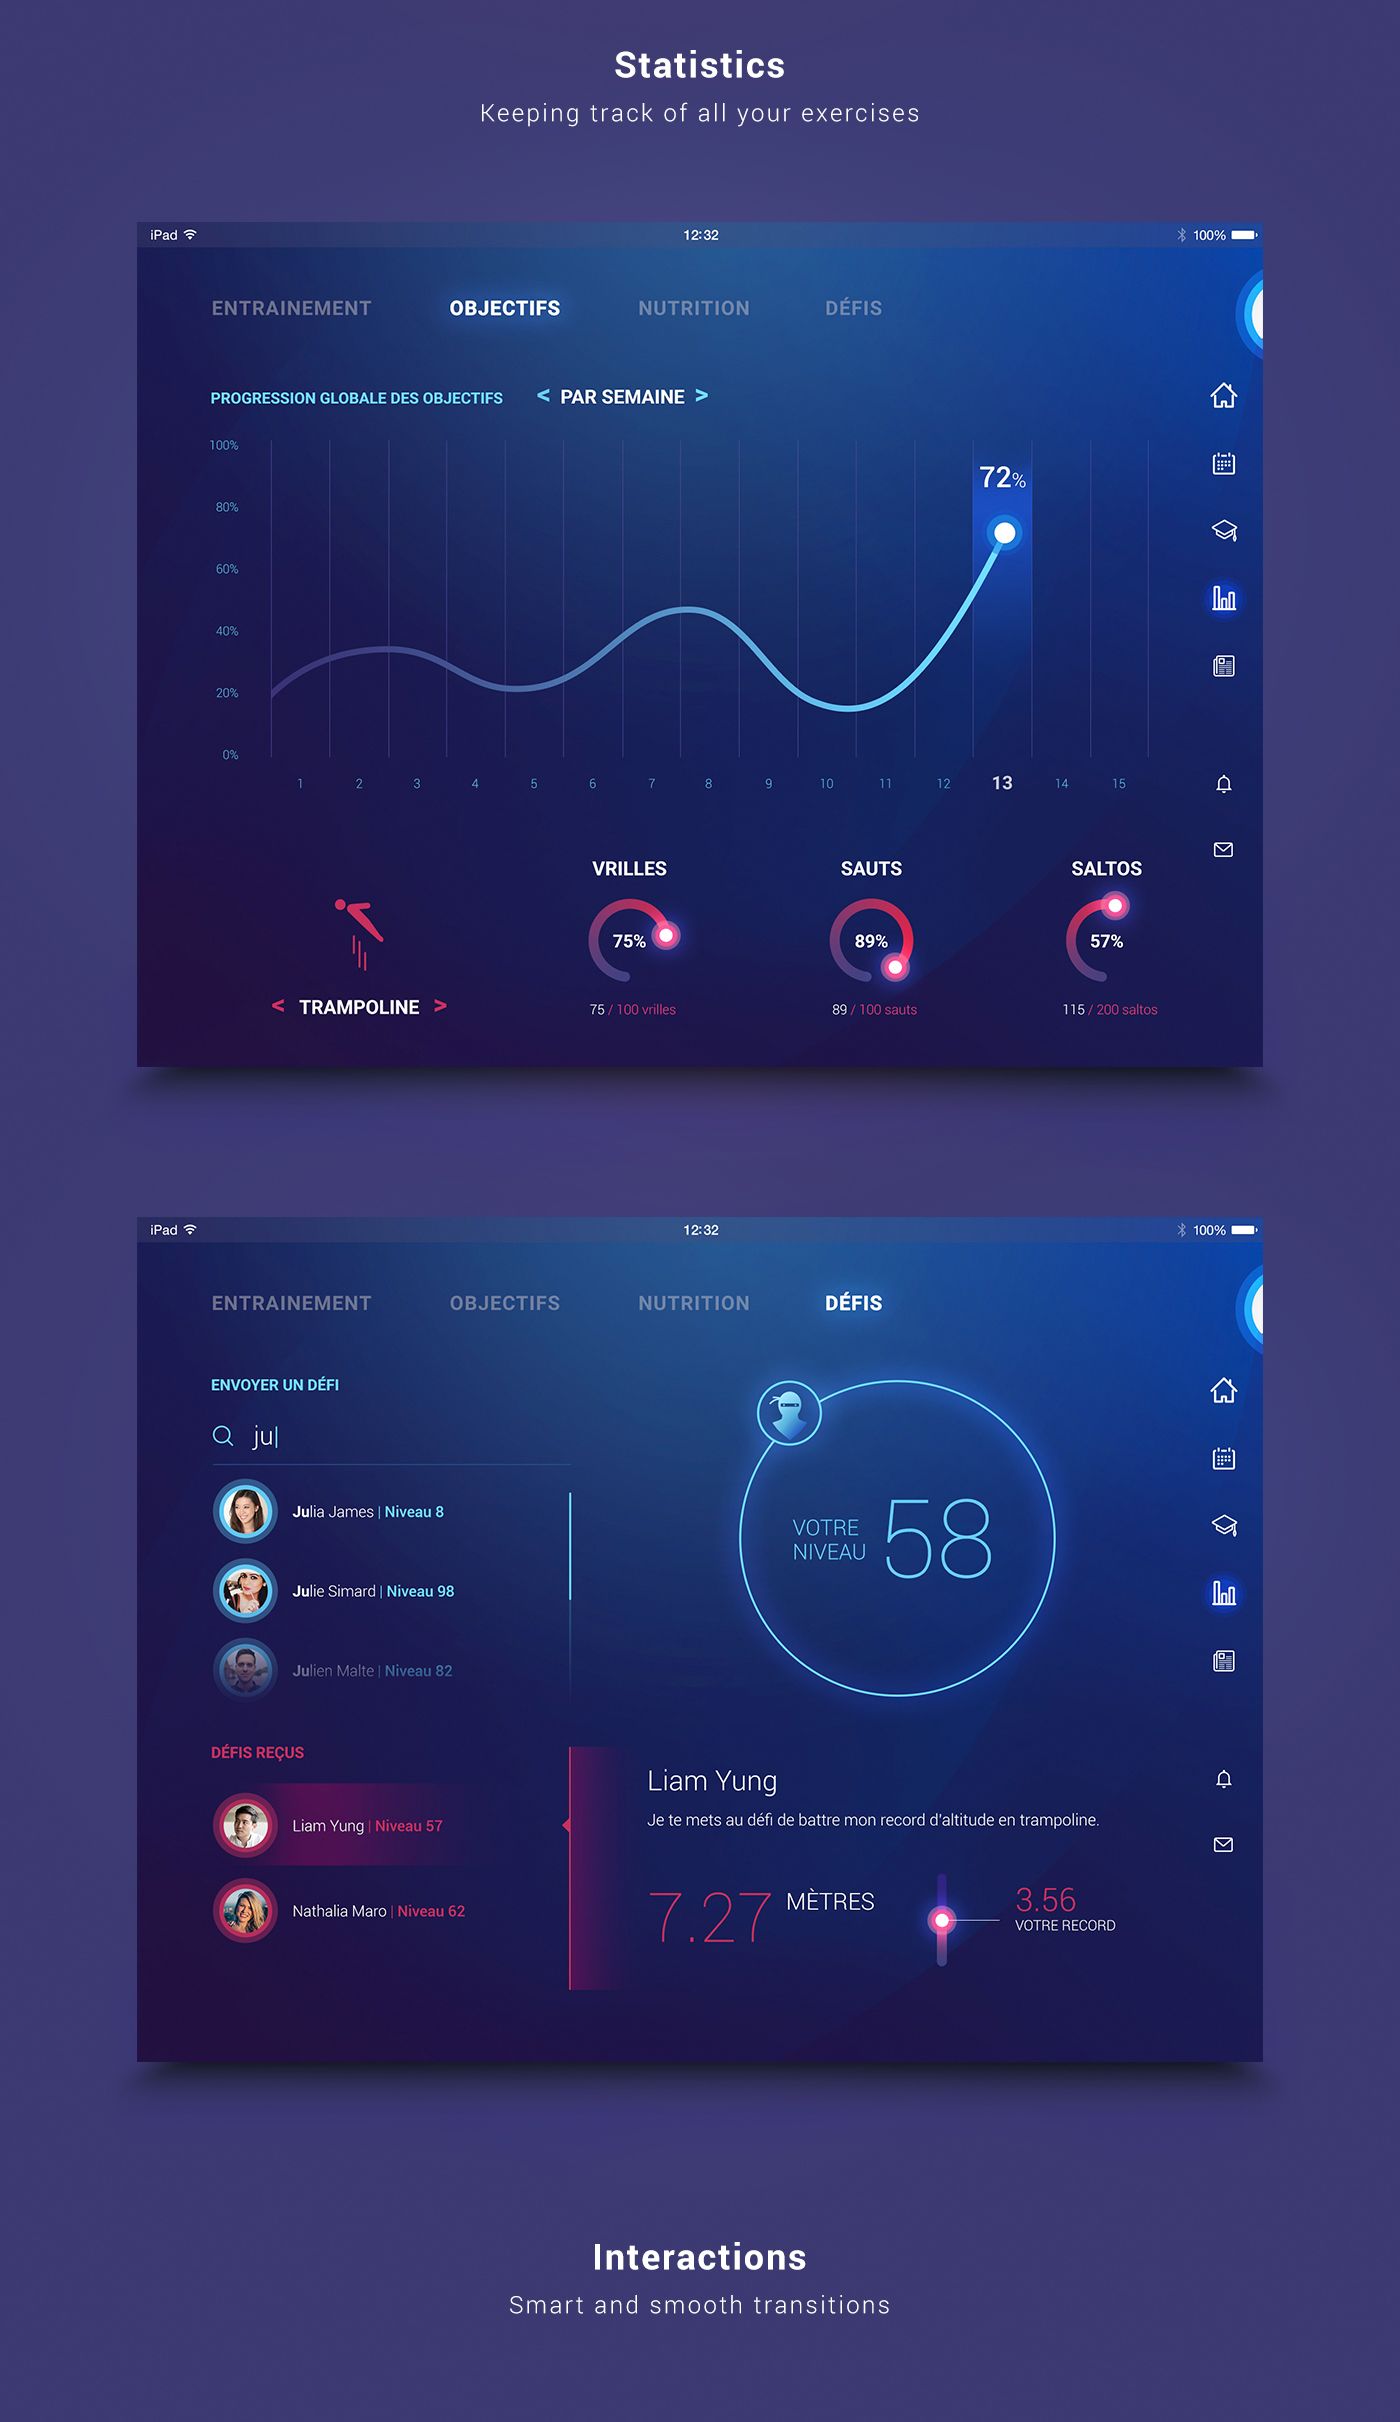 Statistics
Keeping track of all your exercises
iPad 12:32 100%
ENTRAINEMENT OBJECTIFS NUTRITION DÉFIS
PROGRESSION GLOBALE DES OBJECTIFS < PAR SEMAINE >
100%
72%
80%
60%
40%
20%
0%
1 2 3 4 5 6 7 8 9 10 11 12 13 14 15
VRILLES SAUTS SALTOS
75% 89% 57%
< TRAMPOLINE >
75 / 100 vrilles 89 / 100 sauts 115 / 200 saltos
iPad 12:32 100%
ENTRAINEMENT OBJECTIFS NUTRITION DÉFIS
ENVOYER UN DÉFI
ju|
Julia James | Niveau 8
Julie Simard | Niveau 98
Julien Malte | Niveau 82
VOTRE
NIVEAU
58
DÉFIS REÇUS
Liam Yung | Niveau 57
Nathalia Maro | Niveau 62
Liam Yung
Je te mets au défi de battre mon record d'altitude en trampoline.
7.27 MÈTRES
3.56
VOTRE RECORD
Interactions
Smart and smooth transitions